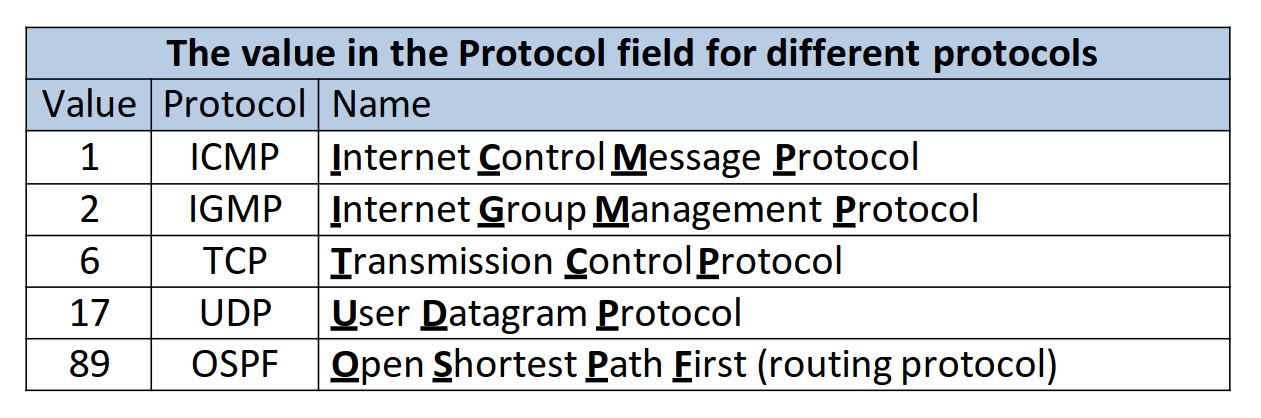 The value in the Protocol field for different protocols
Value Protocol Name
1 ICMP Internet Control Message Protocol
2 IGMP Internet Group Management Protocol
6 TCP Transmission Control Protocol
17 UDP User Datagram Protocol
89 OSPF Open Shortest Path First (routing protocol)